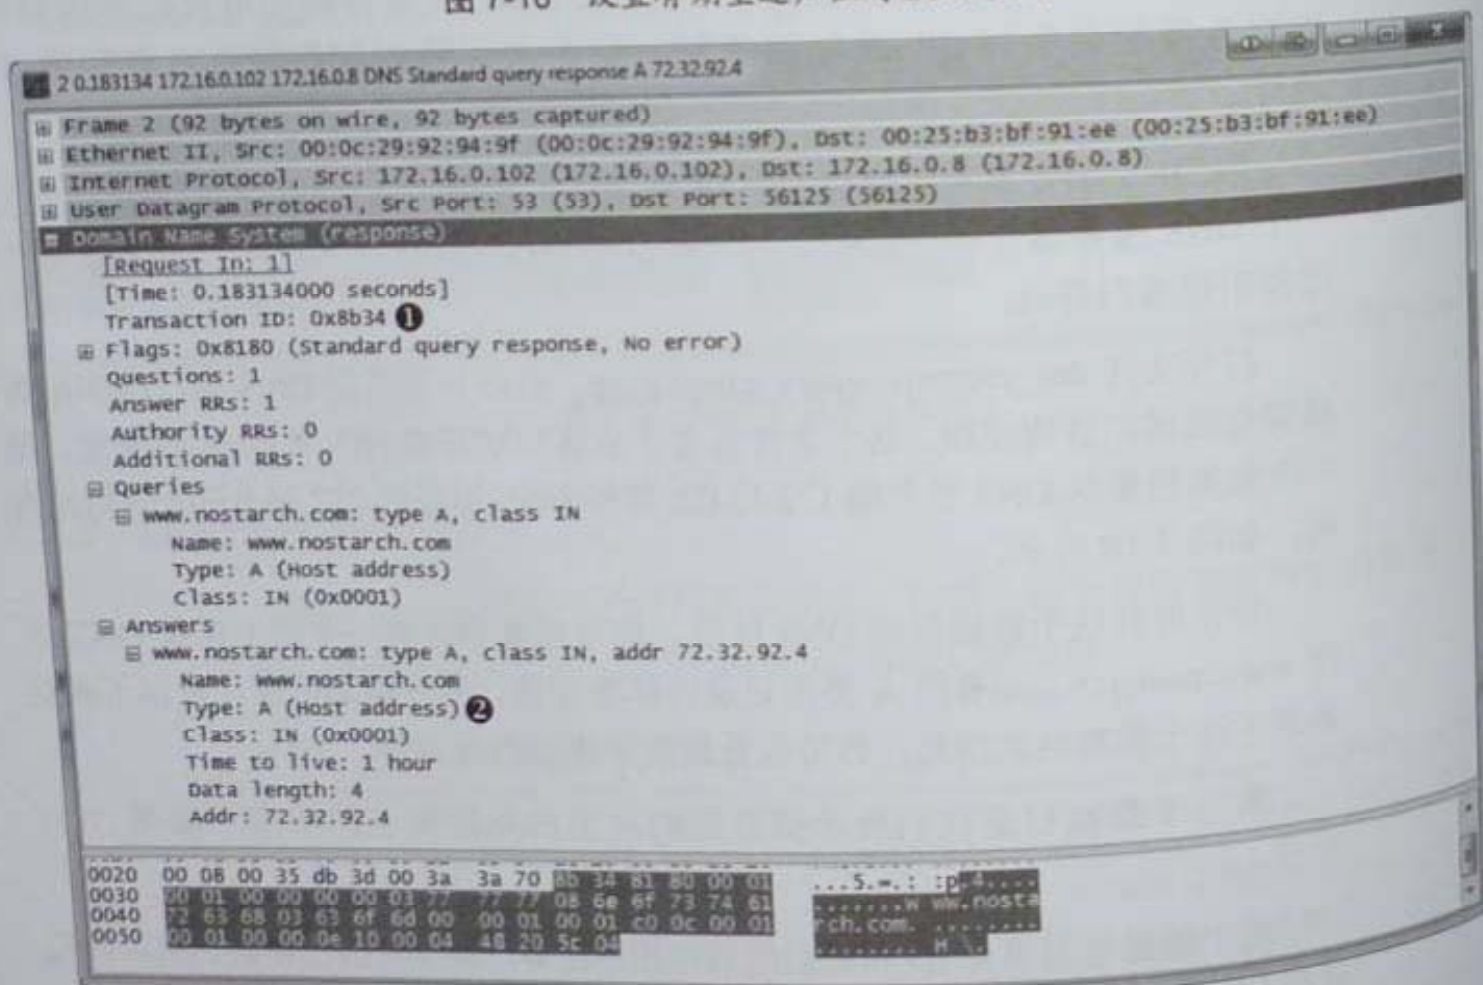 图 7-16
2 0.183134 172.16.0.102 172.16.0.8 DNS Standard query response A 72.32.92.4
Frame 2 (92 bytes on wire, 92 bytes captured)
Ethernet II, Src: 00:0c:29:92:94:9f (00:0c:29:92:94:9f), Dst: 00:25:b3:bf:91:ee (00:25:b3:bf:91:ee)
Internet Protocol, Src: 172.16.0.102 (172.16.0.102), Dst: 172.16.0.8 (172.16.0.8)
User Datagram Protocol, Src Port: 53 (53), Dst Port: 56125 (56125)
Domain Name System (response)
[Request In: 1]
[Time: 0.183134000 seconds]
Transaction ID: 0x8b34 ❶
Flags: 0x8180 (Standard query response, No error)
Questions: 1
Answer RRs: 1
Authority RRs: 0
Additional RRs: 0
Queries
www.nostarch.com: type A, class IN
Name: www.nostarch.com
Type: A (Host address)
Class: IN (0x0001)
Answers
www.nostarch.com: type A, class IN, addr 72.32.92.4
Name: www.nostarch.com
Type: A (Host address) ❷
Class: IN (0x0001)
Time to live: 1 hour
Data length: 4
Addr: 72.32.92.4
0020 00 08 00 35 db 3d 00 3a 3a 70 8b 34 81 80 00 01 ...5.=.: :p.4....
0030 00 01 00 00 00 00 03 77 77 77 08 6e 6f 73 74 61 .......w ww.nosta
0040 72 63 68 03 63 6f 6d 00 00 01 00 01 c0 0c 00 01 rch.com. ........
0050 00 01 00 00 0e 10 00 04 48 20 5c 04 ........ H \.